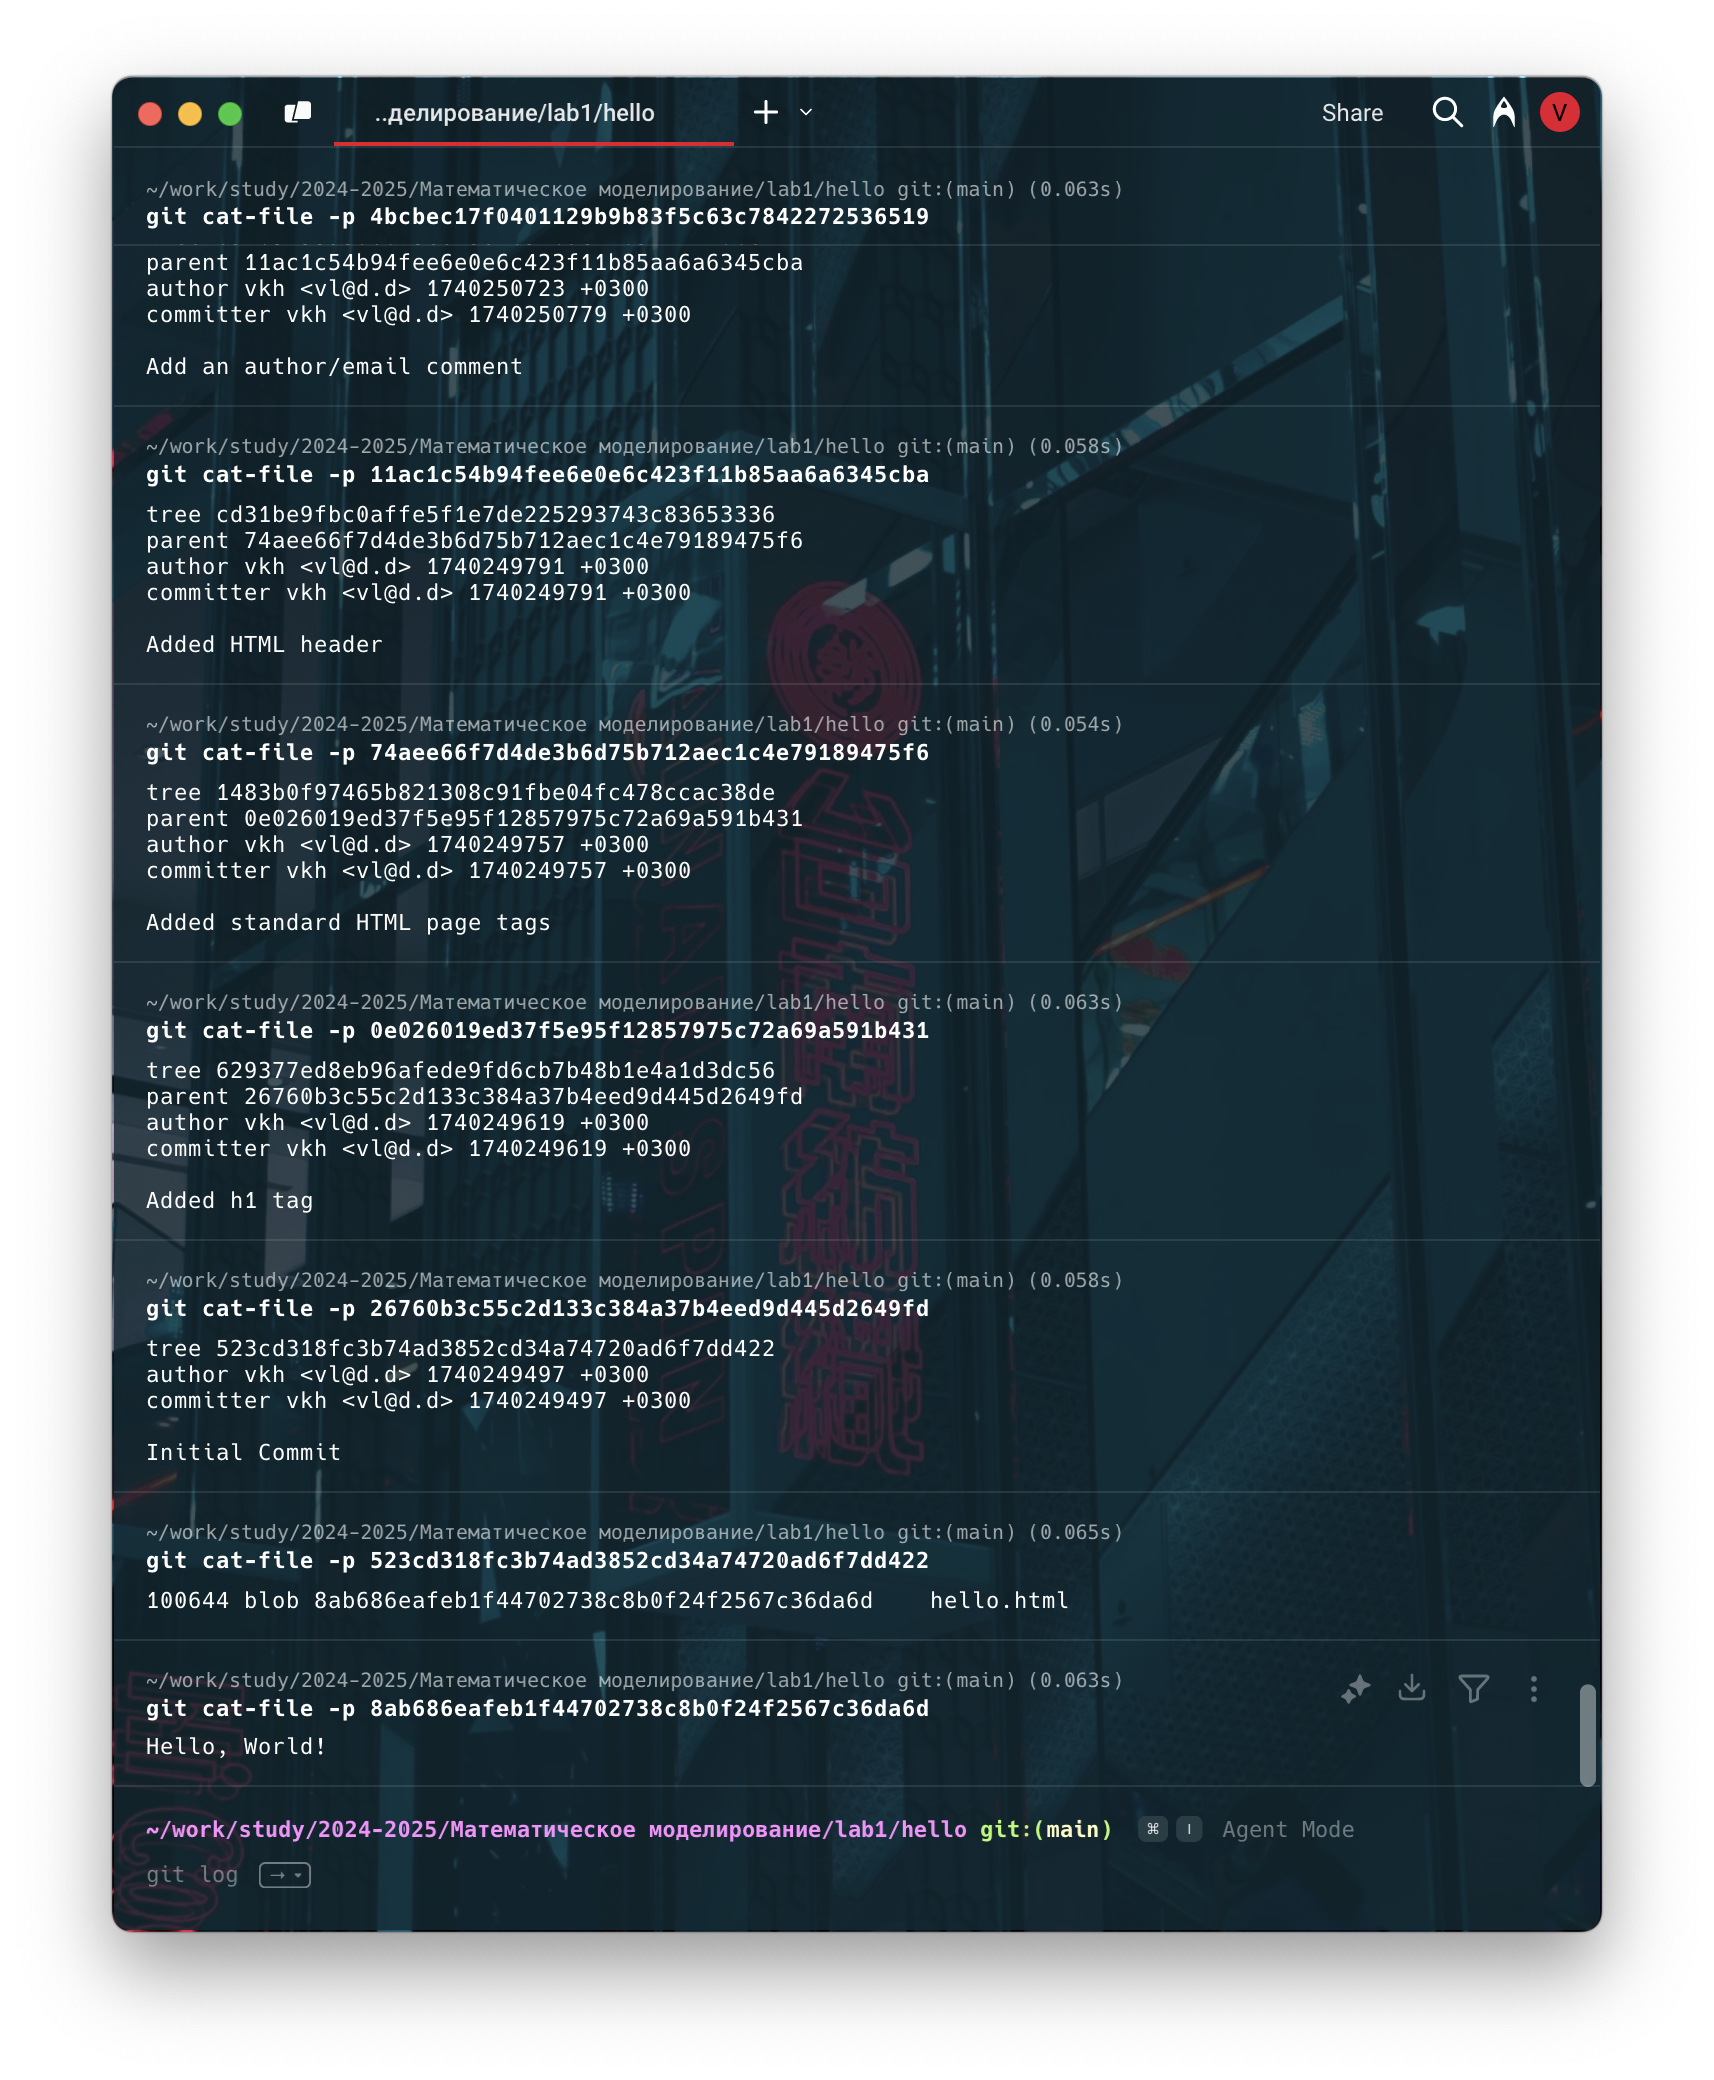 ..делирование/lab1/hello
Share
V
~/work/study/2024-2025/Математическое моделирование/lab1/hello git:(main) (0.063s)
git cat-file -p 4bcbec17f0401129b9b83f5c63c7842272536519
parent 11ac1c54b94fee6e0e6c423f11b85aa6a6345cba
author vkh <vl@d.d> 1740250723 +0300
committer vkh <vl@d.d> 1740250779 +0300
Add an author/email comment
~/work/study/2024-2025/Математическое моделирование/lab1/hello git:(main) (0.058s)
git cat-file -p 11ac1c54b94fee6e0e6c423f11b85aa6a6345cba
tree cd31be9fbc0affe5f1e7de225293743c83653336
parent 74aee66f7d4de3b6d75b712aec1c4e79189475f6
author vkh <vl@d.d> 1740249791 +0300
committer vkh <vl@d.d> 1740249791 +0300
Added HTML header
~/work/study/2024-2025/Математическое моделирование/lab1/hello git:(main) (0.054s)
git cat-file -p 74aee66f7d4de3b6d75b712aec1c4e79189475f6
tree 1483b0f97465b821308c91fbe04fc478ccac38de
parent 0e026019ed37f5e95f12857975c72a69a591b431
author vkh <vl@d.d> 1740249757 +0300
committer vkh <vl@d.d> 1740249757 +0300
Added standard HTML page tags
~/work/study/2024-2025/Математическое моделирование/lab1/hello git:(main) (0.063s)
git cat-file -p 0e026019ed37f5e95f12857975c72a69a591b431
tree 629377ed8eb96afede9fd6cb7b48b1e4a1d3dc56
parent 26760b3c55c2d133c384a37b4eed9d445d2649fd
author vkh <vl@d.d> 1740249619 +0300
committer vkh <vl@d.d> 1740249619 +0300
Added h1 tag
~/work/study/2024-2025/Математическое моделирование/lab1/hello git:(main) (0.058s)
git cat-file -p 26760b3c55c2d133c384a37b4eed9d445d2649fd
tree 523cd318fc3b74ad3852cd34a74720ad6f7dd422
author vkh <vl@d.d> 1740249497 +0300
committer vkh <vl@d.d> 1740249497 +0300
Initial Commit
~/work/study/2024-2025/Математическое моделирование/lab1/hello git:(main) (0.065s)
git cat-file -p 523cd318fc3b74ad3852cd34a74720ad6f7dd422
100644 blob 8ab686eafeb1f44702738c8b0f24f2567c36da6d    hello.html
~/work/study/2024-2025/Математическое моделирование/lab1/hello git:(main) (0.063s)
git cat-file -p 8ab686eafeb1f44702738c8b0f24f2567c36da6d
Hello, World!
~/work/study/2024-2025/Математическое моделирование/lab1/hello git:(main) ⌘ I Agent Mode
git log →